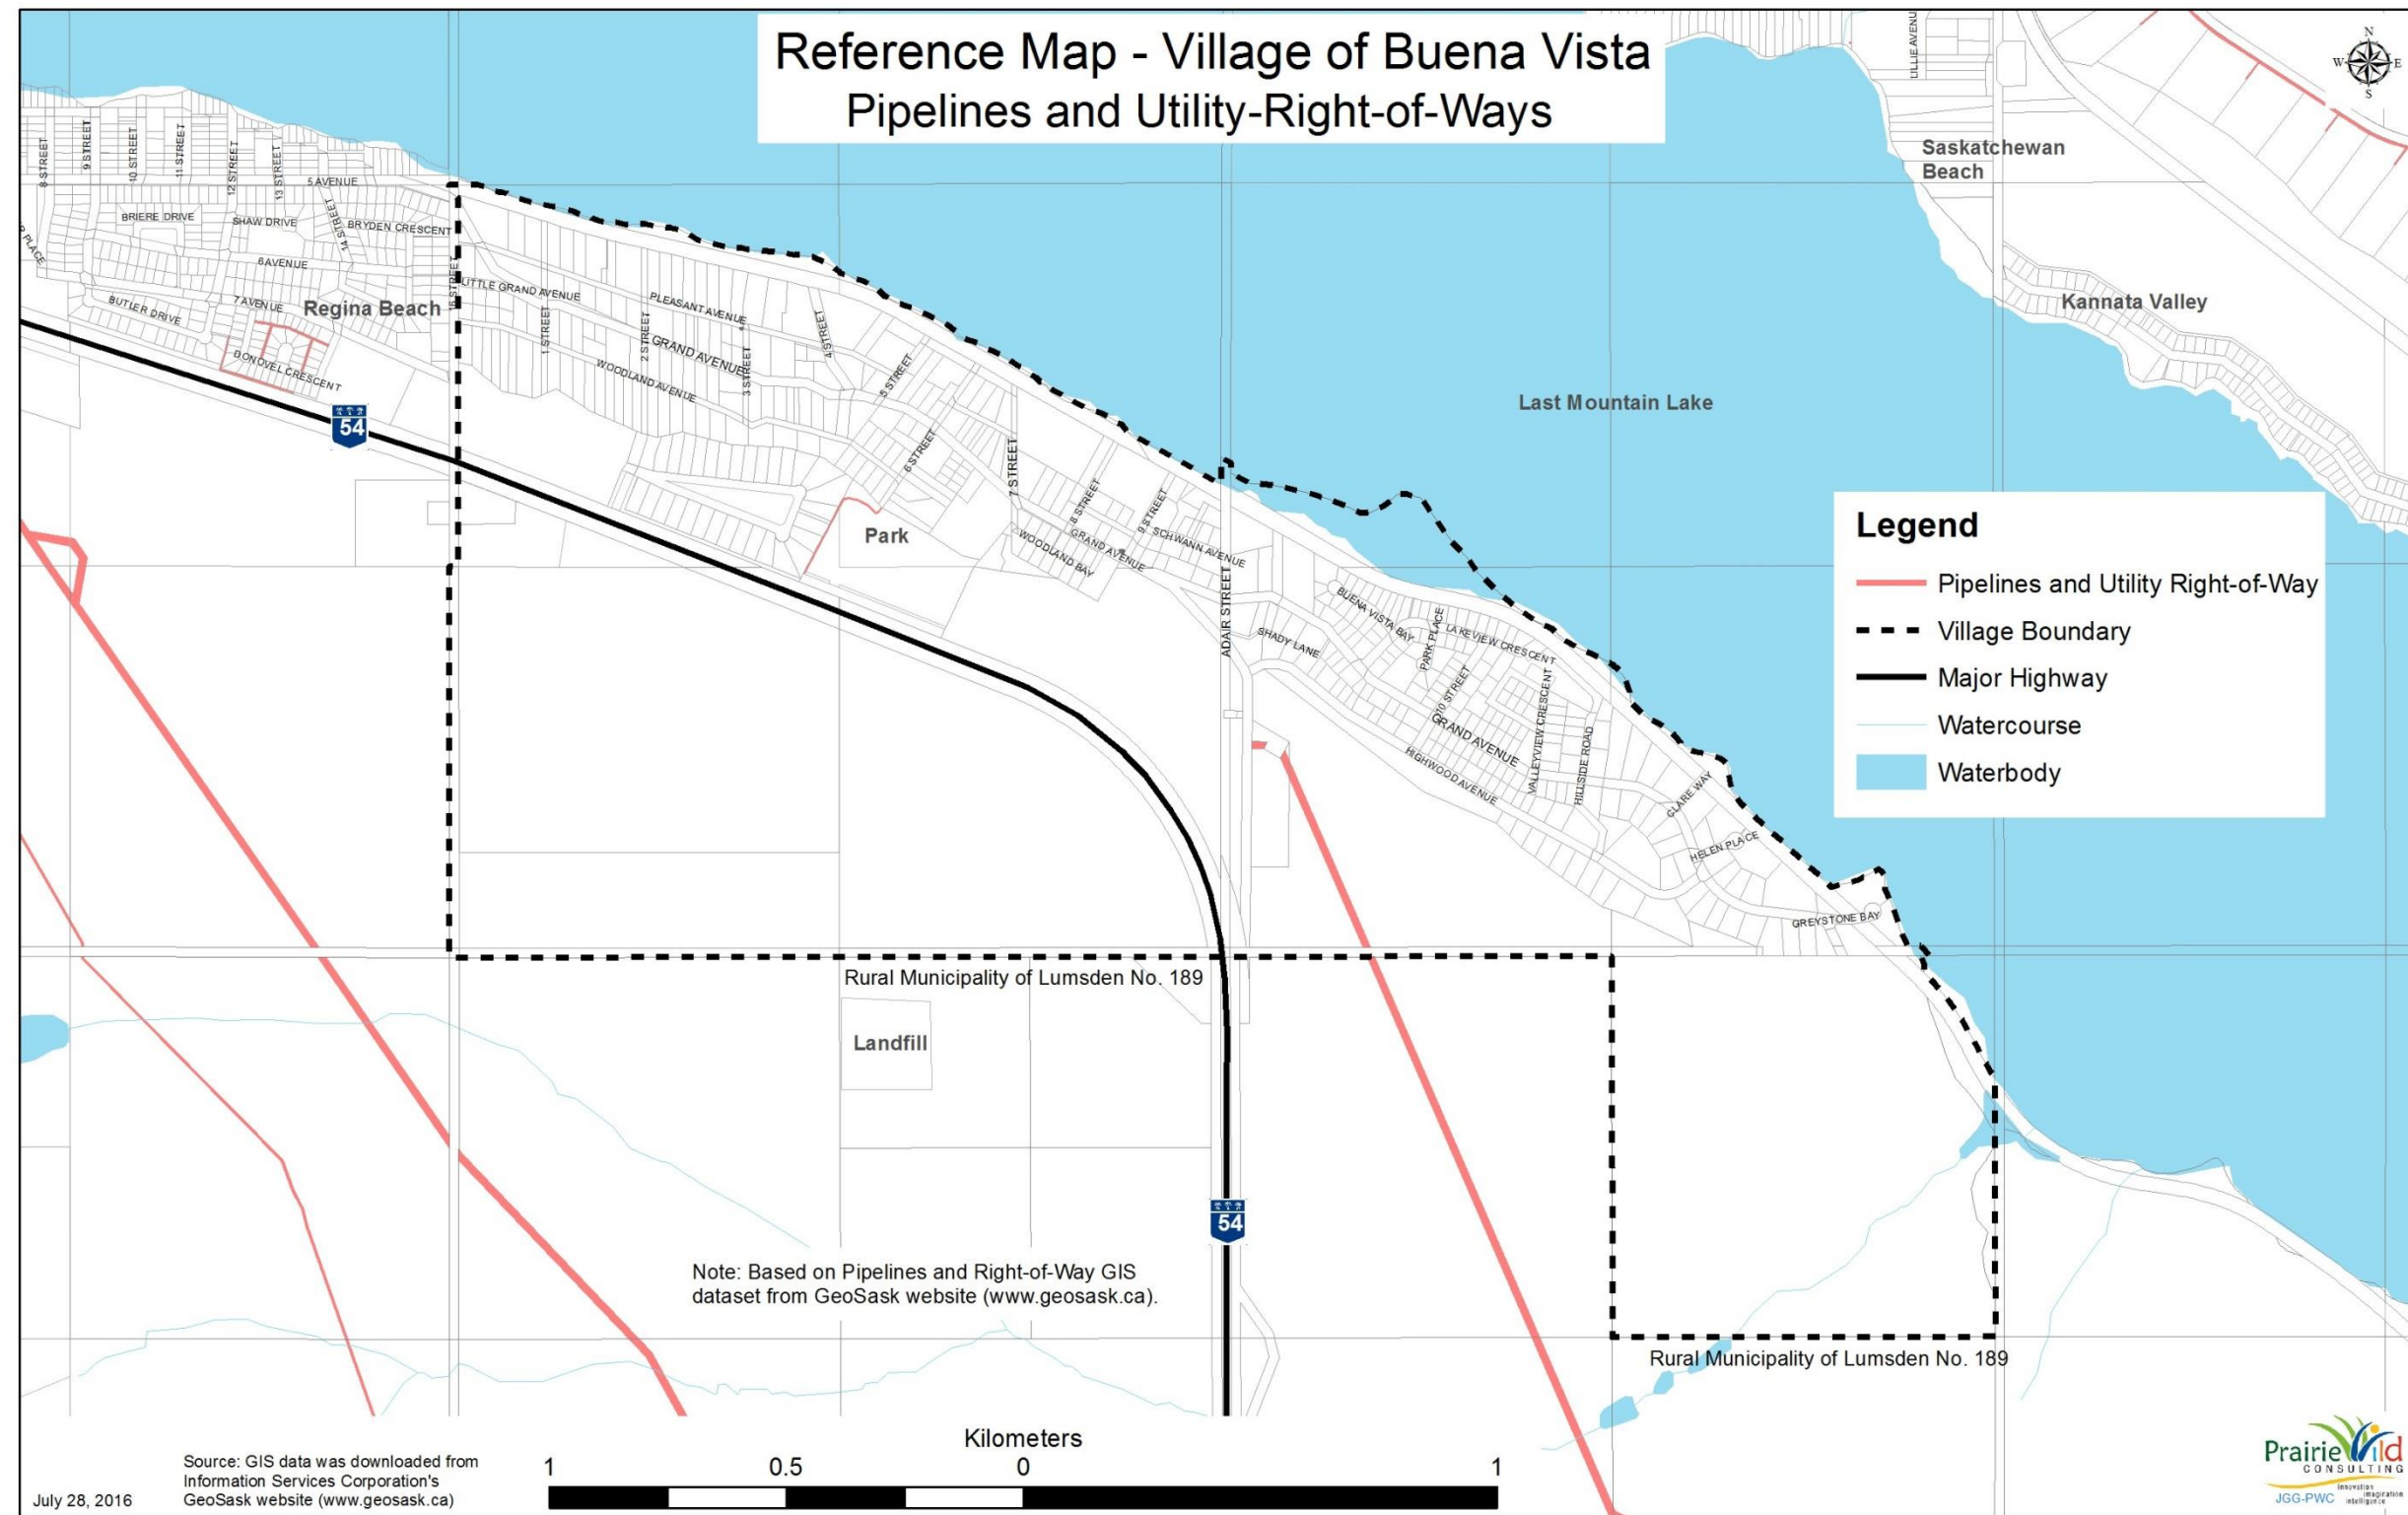 Reference Map - Village of Buena Vista
Pipelines and Utility-Right-of-Ways
N
W
E
S
LILLIE AVENU
Saskatchewan
Beach
Kannata Valley
Last Mountain Lake
8 STREET
9 STREET
10 STREET
11 STREET
12 STREET
13 STREET
5 AVENUE
BRIERE DRIVE
SHAW DRIVE
14 STREET
BRYDEN CRESCENT
R PLACE
6 AVENUE
7 AVENUE
BUTLER DRIVE
Regina Beach
DONOVEL CRESCENT
LITTLE GRAND AVENUE
1 STREET
2 STREET
PLEASANT AVENUE
GRAND AVENUE
3 STREET
4 STREET
WOODLAND AVENUE
5 STREET
6 STREET
7 STREET
8 STREET
9 STREET
WOODLAND BAY
GRAND AVENUE
SCHWANN AVENUE
54
Park
ADAIR STREET
SHADY LANE
BUENA VISTA BAY
PARK PLACE
LAKEVIEW CRESCENT
10 STREET
GRAND AVENUE
VALLEYVIEW CRESCENT
HILLSIDE ROAD
HIGHWOOD AVENUE
CLARE WAY
HELEN PLACE
GREYSTONE BAY
Legend
Pipelines and Utility Right-of-Way
Village Boundary
Major Highway
Watercourse
Waterbody
Rural Municipality of Lumsden No. 189
Landfill
54
Note: Based on Pipelines and Right-of-Way GIS
dataset from GeoSask website (www.geosask.ca).
Rural Municipality of Lumsden No. 189
Kilometers
1 0.5 0 1
July 28, 2016
Source: GIS data was downloaded from
Information Services Corporation's
GeoSask website (www.geosask.ca)
PrairieWild
CONSULTING
JGG-PWC
innovation
imagination
intelligence